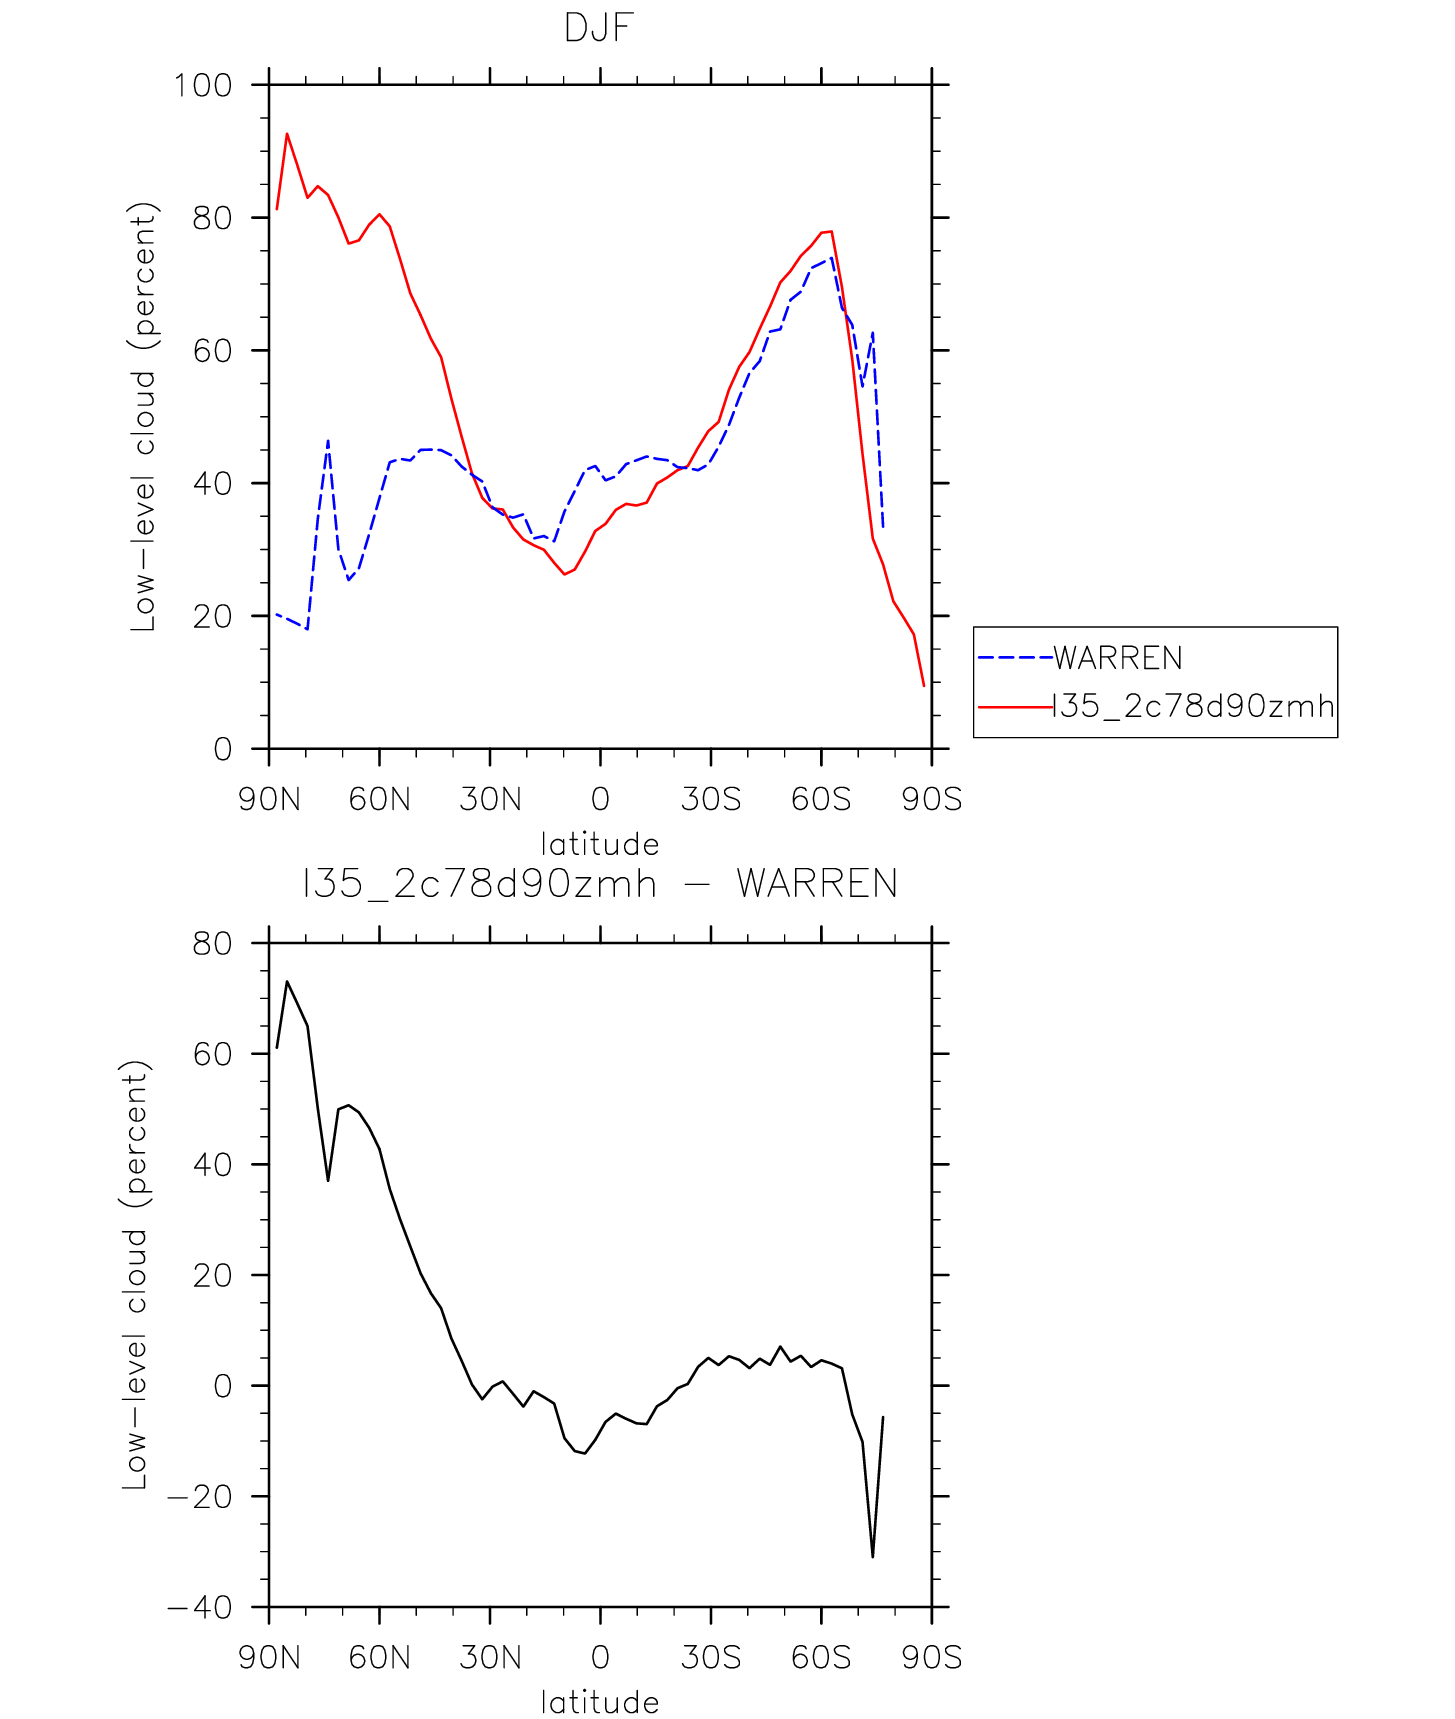 DJF
100
80
60
40
20
0
Low-level cloud (percent)
90N 60N 30N 0 30S 60S 90S
latitude
WARREN
I35_2c78d90zmh
I35_2c78d90zmh - WARREN
80
60
40
20
0
-20
-40
Low-level cloud (percent)
90N 60N 30N 0 30S 60S 90S
latitude